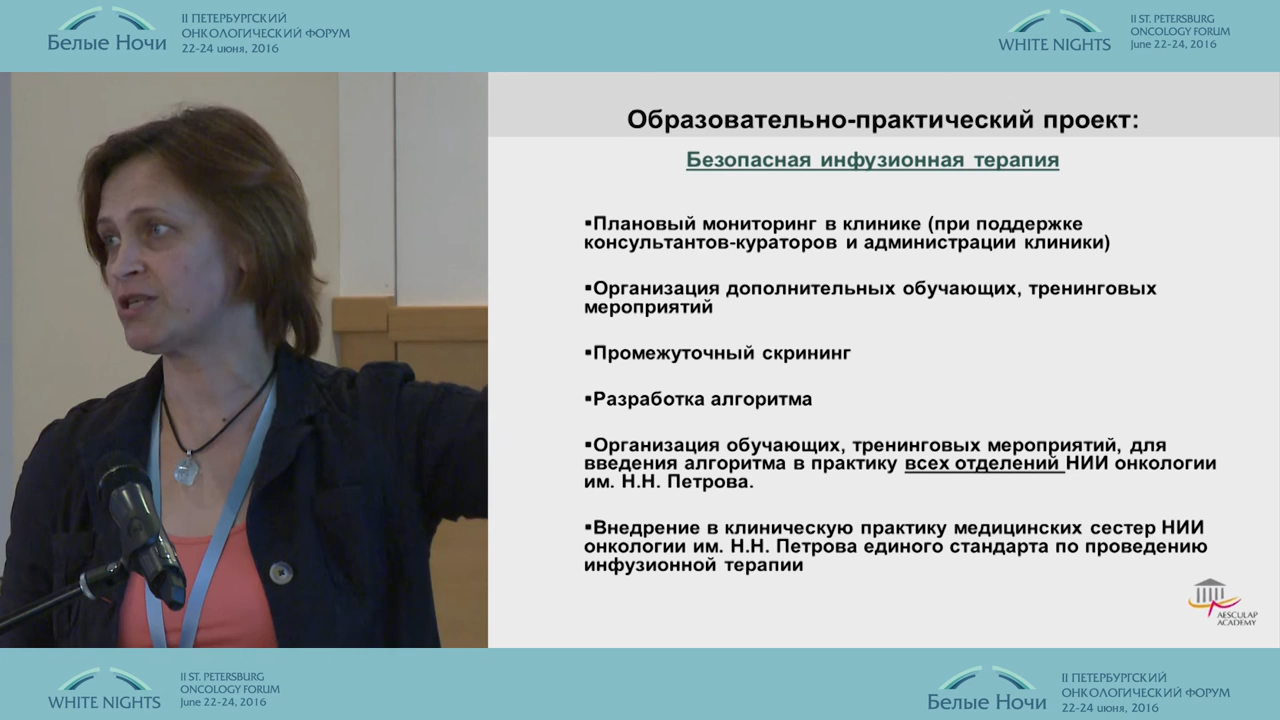 Белые Ночи
II ПЕТЕРБУРГСКИЙ
ОНКОЛОГИЧЕСКИЙ ФОРУМ
22-24 июня, 2016
WHITE NIGHTS
II ST. PETERSBURG
ONCOLOGY FORUM
June 22-24, 2016
Образовательно-практический проект:
Безопасная инфузионная терапия
▪Плановый мониторинг в клинике (при поддержке
консультантов-кураторов и администрации клиники)
▪Организация дополнительных обучающих, тренинговых
мероприятий
▪Промежуточный скрининг
▪Разработка алгоритма
▪Организация обучающих, тренинговых мероприятий, для
введения алгоритма в практику всех отделений НИИ онкологии
им. Н.Н. Петрова.
▪Внедрение в клиническую практику медицинских сестер НИИ
онкологии им. Н.Н. Петрова единого стандарта по проведению
инфузионной терапии
AESCULAP
ACADEMY
WHITE NIGHTS
II ST. PETERSBURG
ONCOLOGY FORUM
June 22-24, 2016
Белые Ночи
II ПЕТЕРБУРГСКИЙ
ОНКОЛОГИЧЕСКИЙ ФОРУМ
22-24 июня, 2016